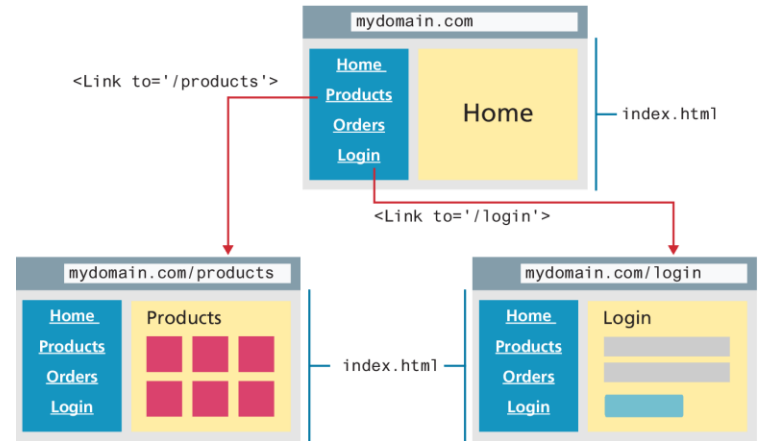 mydomain.com
<Link to='/products'>
Home
Products
Orders
Login
Home
index.html
<Link to='/login'>
mydomain.com/products
Home
Products
Orders
Login
Products
index.html
mydomain.com/login
Home
Products
Orders
Login
Login